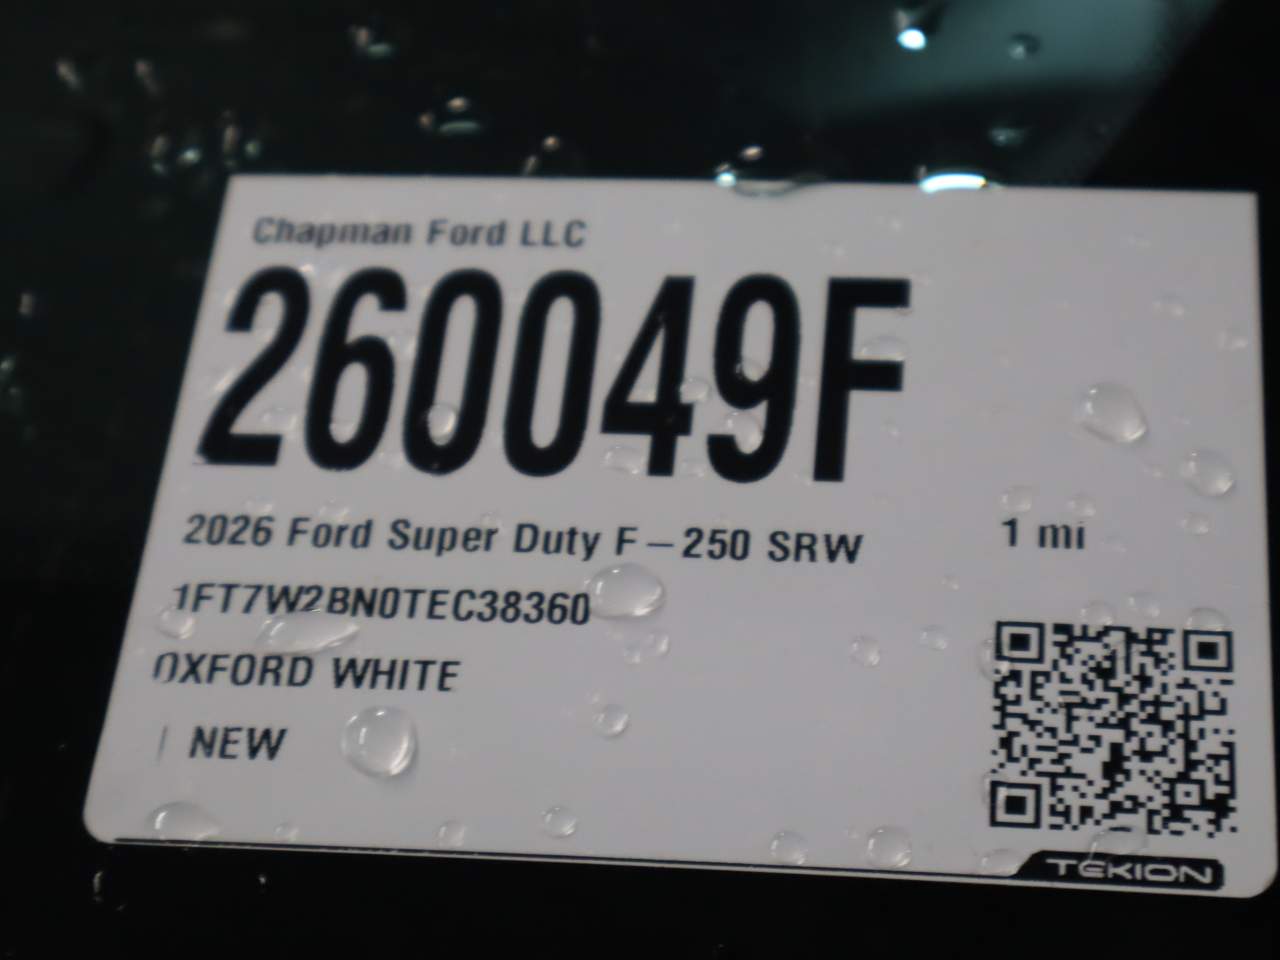 Chapman Ford LLC
260049F
2026 Ford Super Duty F-250 SRW
1 mi
1FT7W2BN0TEC38360
OXFORD WHITE
| NEW
TEKION